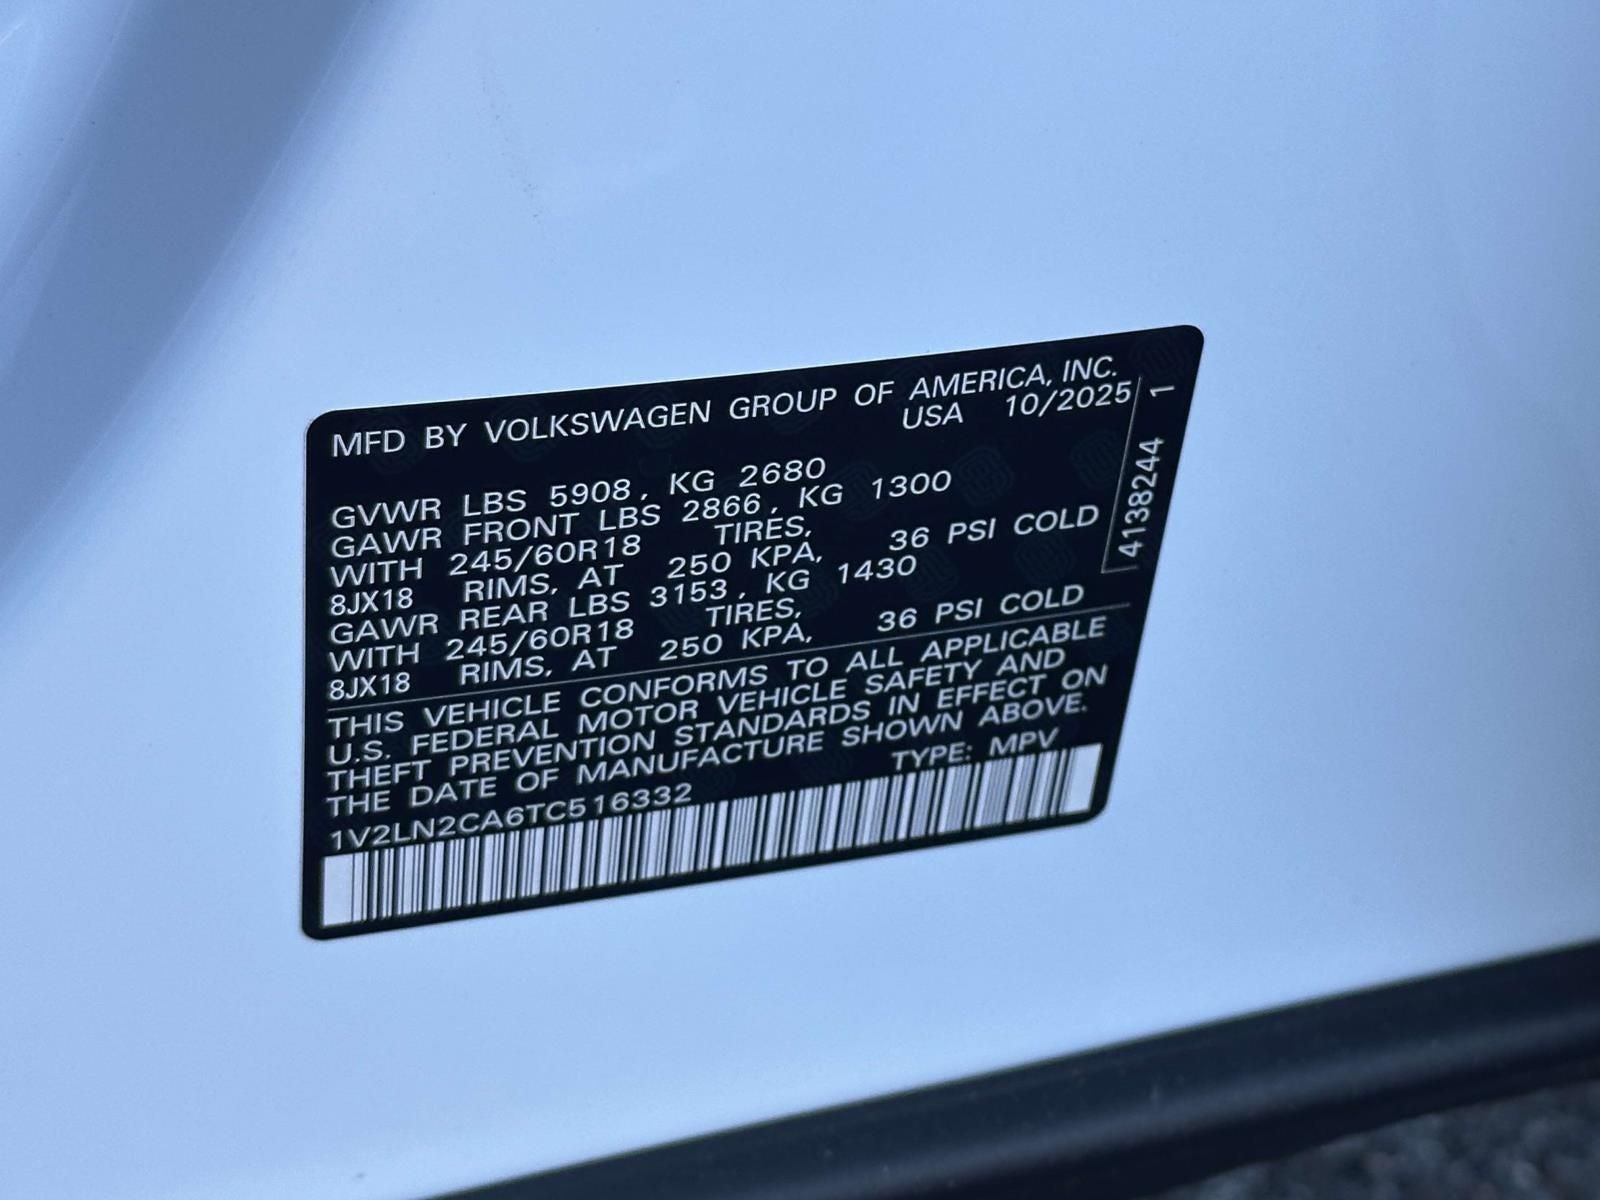 MFD BY VOLKSWAGEN GROUP OF AMERICA, INC.
USA 10/2025
GVWR LBS 5908, KG 2680
GAWR FRONT LBS 2866, KG 1300
WITH 245/60R18 TIRES,
8JX18 RIMS, AT 250 KPA, 36 PSI COLD
GAWR REAR LBS 3153, KG 1430
WITH 245/60R18 TIRES,
8JX18 RIMS, AT 250 KPA, 36 PSI COLD
THIS VEHICLE CONFORMS TO ALL APPLICABLE
U.S. FEDERAL MOTOR VEHICLE SAFETY AND
THEFT PREVENTION STANDARDS IN EFFECT ON
THE DATE OF MANUFACTURE SHOWN ABOVE.
1V2LN2CA6TC516332 TYPE: MPV
4138244 1